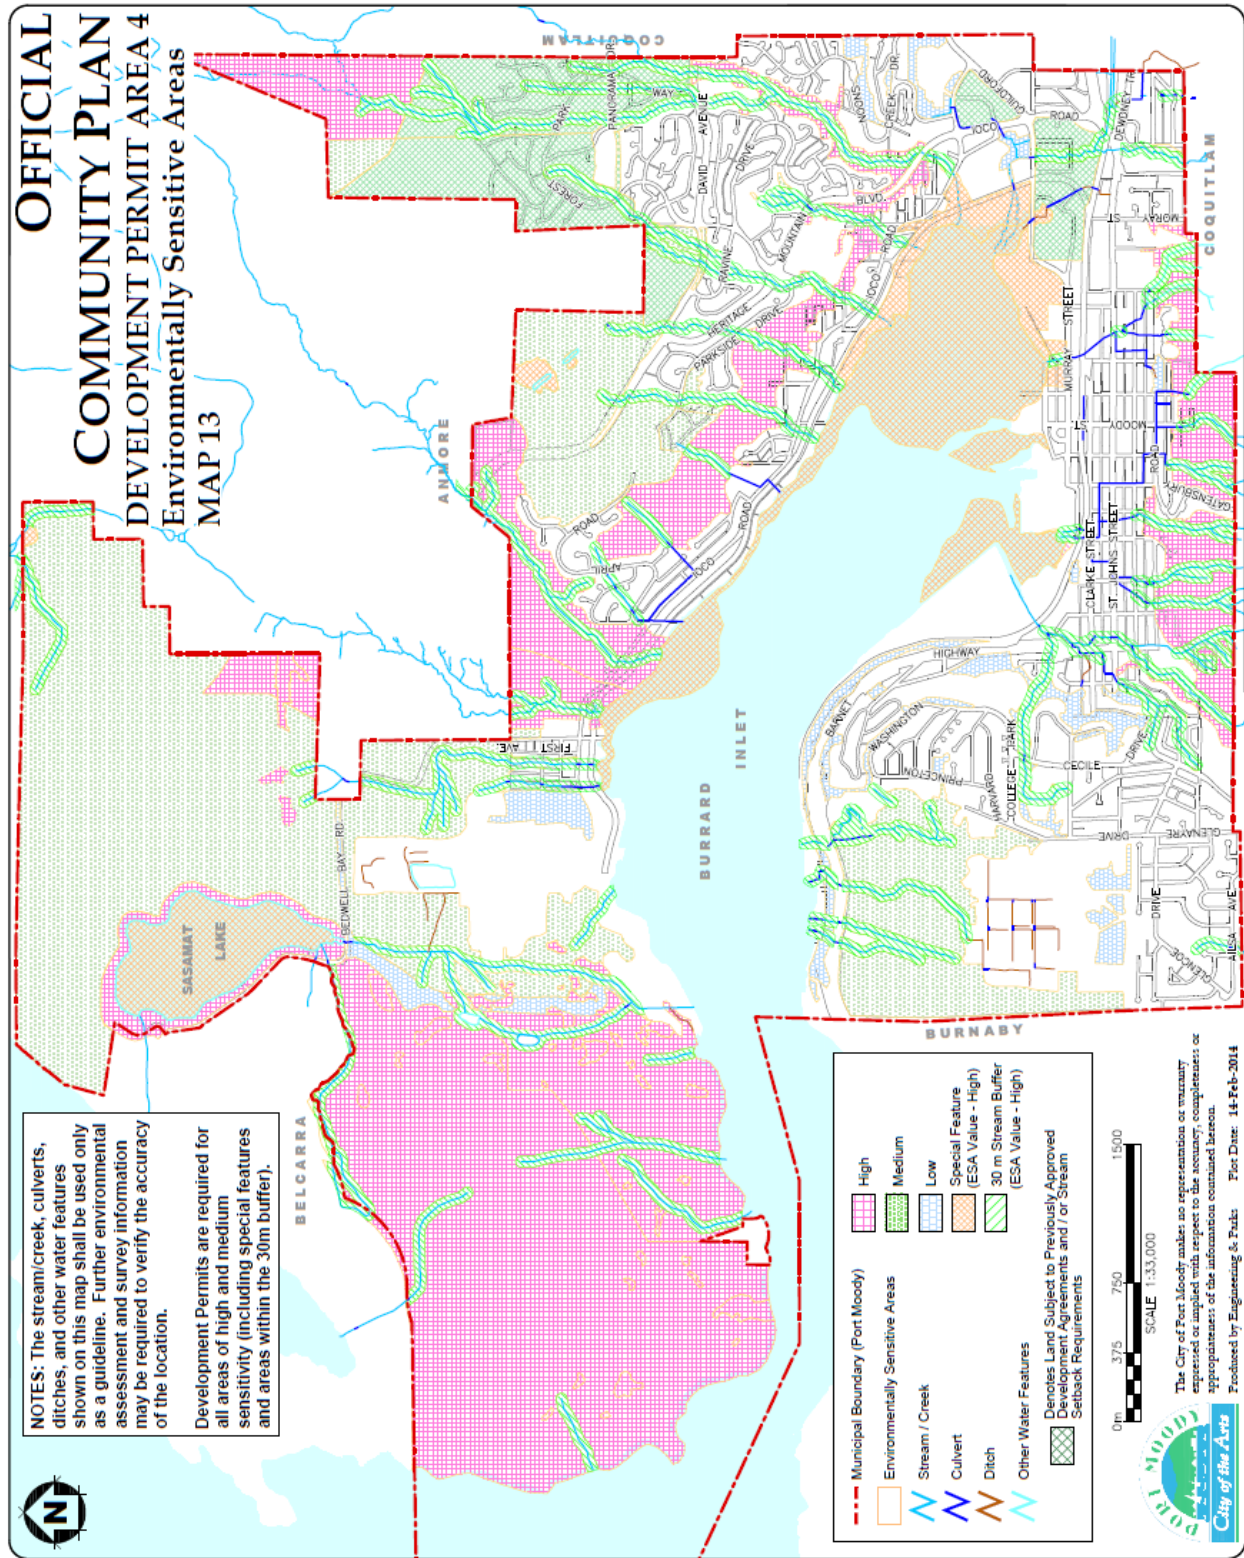 OFFICIAL
COMMUNITY PLAN
DEVELOPMENT PERMIT AREA 4
Environmentally Sensitive Areas
MAP 13
NOTES: The stream/creek, culverts,
ditches, and other water features
shown on this map shall be used only
as a guideline. Further environmental
assessment and survey information
may be required to verify the accuracy
of the location.
Development Permits are required for
all areas of high and medium
sensitivity (including special features
and areas within the 30m buffer).
N
BELCARRA
ANMORE
COQUITLAM
COQUITLAM
BURNABY
SASAMAT
LAKE
BEDWELL BAY RD
FIRST AVE.
BURRARD
INLET
APRIL
ROAD
IOCO
ROAD
PARKSIDE
DRIVE
HERITAGE
RAVINE
DRIVE
MOUNTAIN
BLVD.
DAVID
AVENUE
FOREST
PARK
WAY
PANORAMA
DR.
NOONS
CREEK
DR.
GUILDFORD
IOCO
ROAD
IOCO
ROAD
DEWDNEY TR
MORAY
ST.
MURRAY
STREET
MOODY
ST.
ROAD
GATENSBURY
CLARKE STREET
ST. JOHNS STREET
BARNET
HIGHWAY
WASHINGTON
PRINCETON
HARVARD
COLLEGE PARK
CECILE
DRIVE
GLENAYRE
DRIVE
GLENCOE
DRIVE
ILSA AVE
Municipal Boundary (Port Moody)
Environmentally Sensitive Areas
Stream / Creek
Culvert
Ditch
Other Water Features
High
Medium
Low
Special Feature
(ESA Value - High)
30 m Stream Buffer
(ESA Value - High)
Denotes Land Subject to Previously Approved
Development Agreements and / or Stream
Setback Requirements
0m 375 750 1500
SCALE 1:33,000
The City of Port Moody makes no representation or warranty
expressed or implied with respect to the accuracy, completeness or
appropriateness of the information contained hereon.
Produced by Engineering & Parks Plot Date: 14-Feb-2014
PORT MOODY
City of the Arts